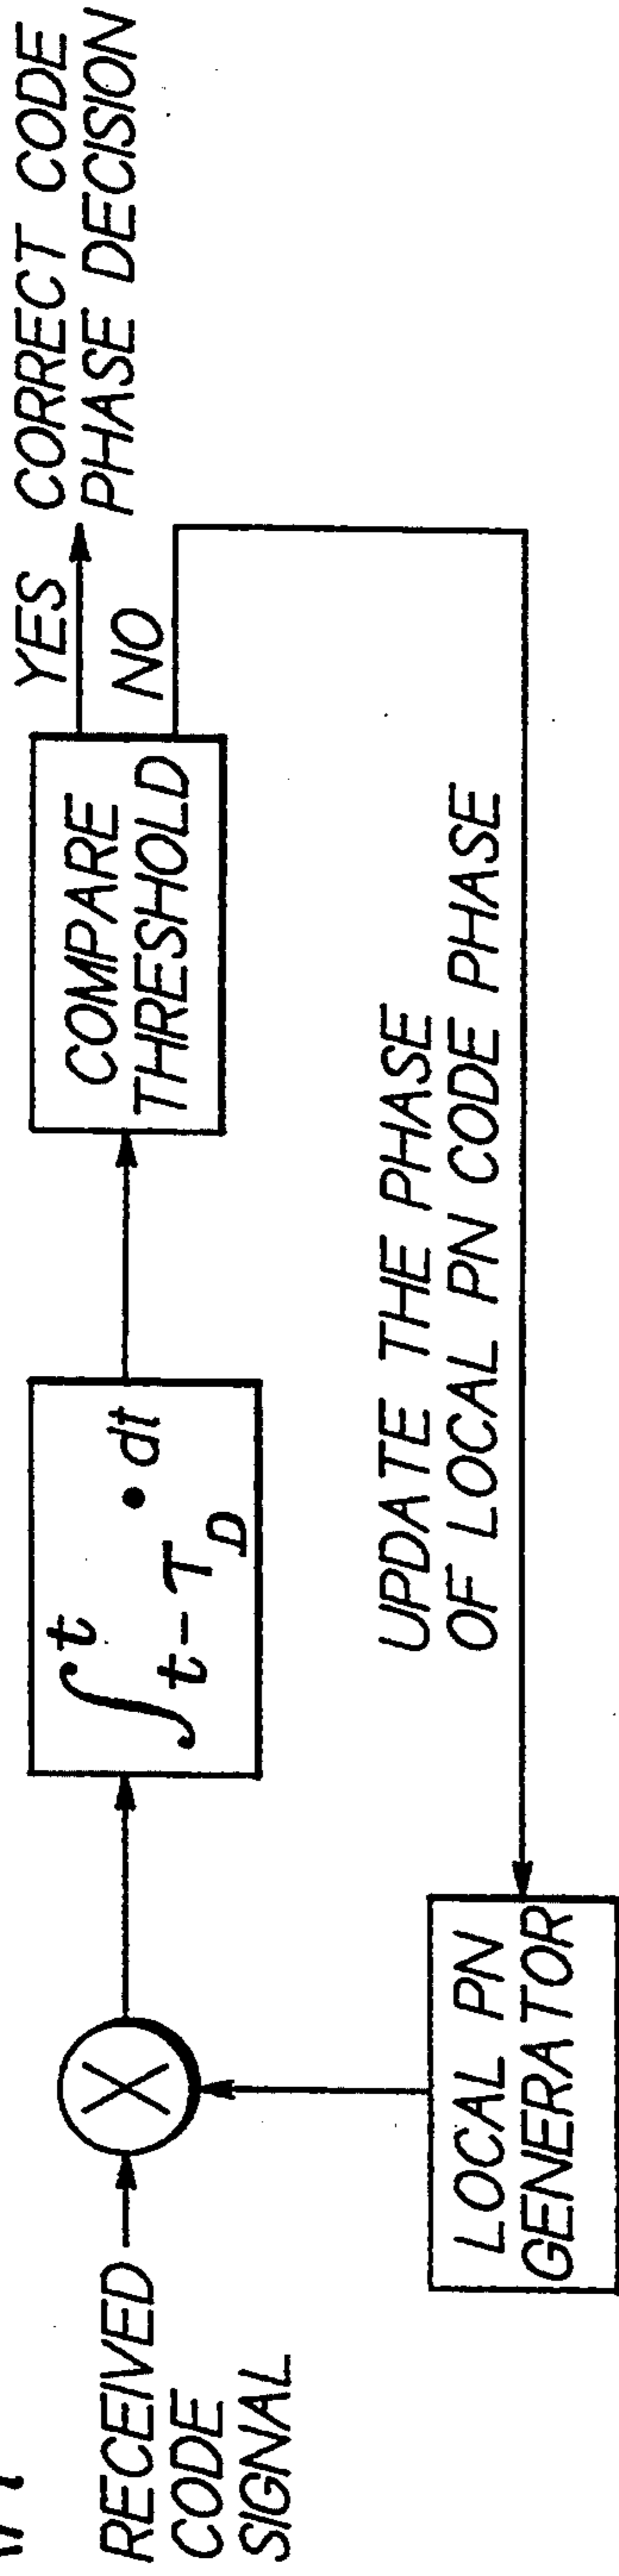 RECEIVED
CODE
SIGNAL
∫ t t - T D • dt
COMPARE
THRESHOLD
YES
NO
CORRECT CODE
PHASE DECISION
UPDATE THE PHASE
OF LOCAL PN CODE PHASE
LOCAL PN
GENERATOR